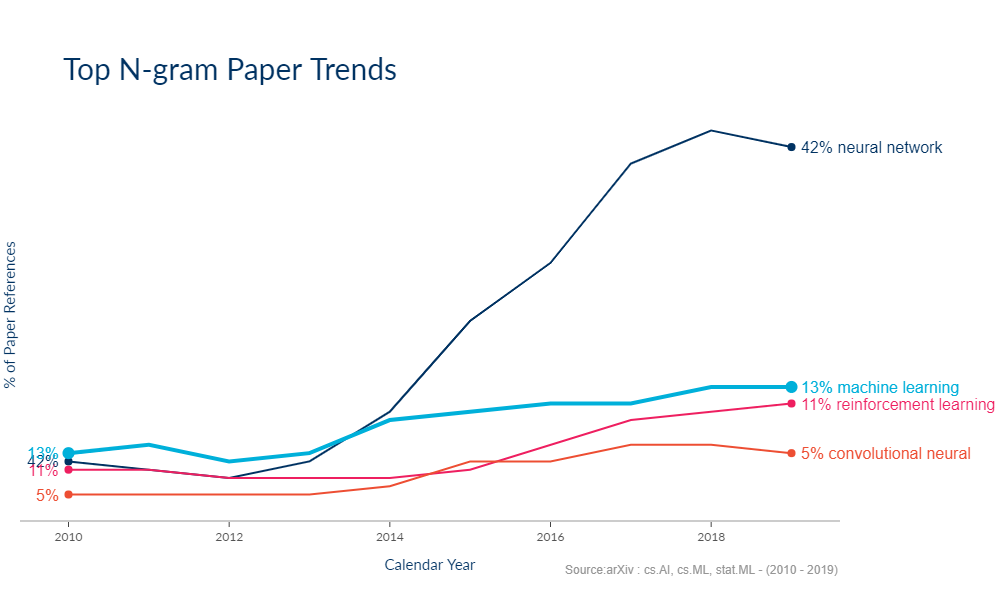 Top N-gram Paper Trends
% of Paper References
42% neural network
13% machine learning
11% reinforcement learning
5% convolutional neural
13%
42%
11%
5%
2010 2012 2014 2016 2018
Calendar Year
Source:arXiv : cs.AI, cs.ML, stat.ML - (2010 - 2019)